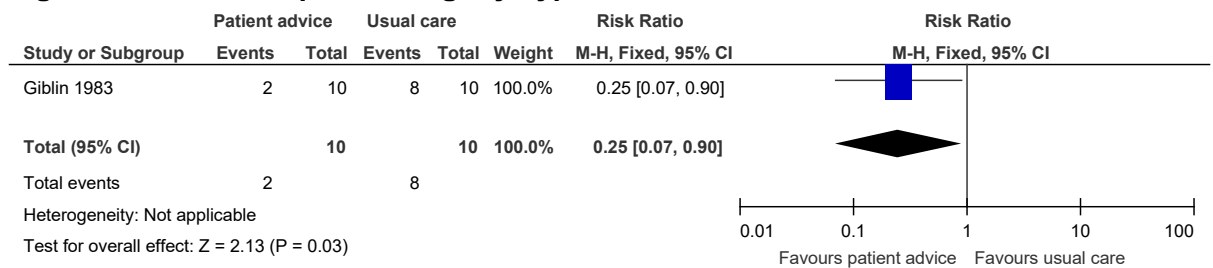 Patient advice Usual care Risk Ratio Risk Ratio
Study or Subgroup Events Total Events Total Weight M-H, Fixed, 95% CI M-H, Fixed, 95% CI
Giblin 1983 2 10 8 10 100.0% 0.25 [0.07, 0.90]
Total (95% CI) 10 10 100.0% 0.25 [0.07, 0.90]
Total events 2 8
Heterogeneity: Not applicable
Test for overall effect: Z = 2.13 (P = 0.03)
0.01 0.1 1 10 100
Favours patient advice Favours usual care